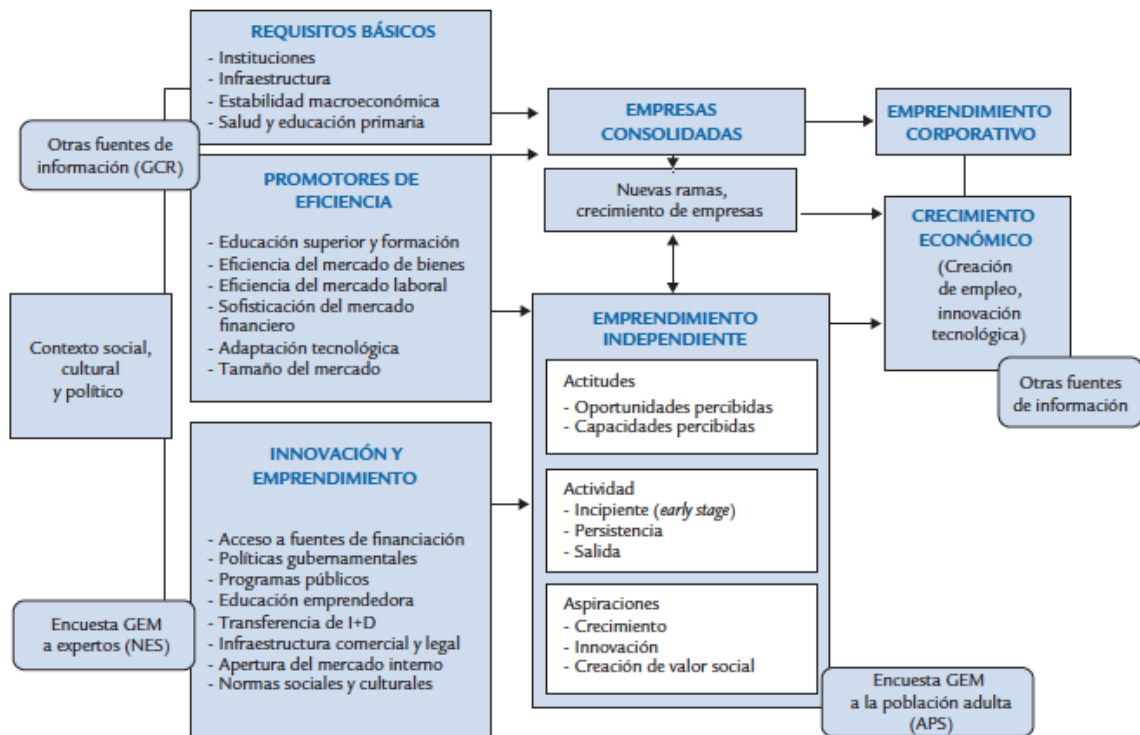 REQUISITOS BÁSICOS
- Instituciones
- Infraestructura
- Estabilidad macroeconómica
- Salud y educación primaria
Otras fuentes de
información (GCR)
PROMOTORES DE
EFICIENCIA
- Educación superior y formación
- Eficiencia del mercado de bienes
- Eficiencia del mercado laboral
- Sofisticación del mercado
financiero
- Adaptación tecnológica
- Tamaño del mercado
Contexto social,
cultural
y político
INNOVACIÓN Y
EMPRENDIMIENTO
- Acceso a fuentes de financiación
- Políticas gubernamentales
- Programas públicos
- Educación emprendedora
- Transferencia de I+D
- Infraestructura comercial y legal
- Apertura del mercado interno
- Normas sociales y culturales
Encuesta GEM
a expertos (NES)
EMPRESAS
CONSOLIDADAS
Nuevas ramas,
crecimiento de empresas
EMPRENDIMIENTO
INDEPENDIENTE
Actitudes
- Oportunidades percibidas
- Capacidades percibidas
Actividad
- Incipiente (early stage)
- Persistencia
- Salida
Aspiraciones
- Crecimiento
- Innovación
- Creación de valor social
Encuesta GEM
a la población adulta
(APS)
EMPRENDIMIENTO
CORPORATIVO
CRECIMIENTO
ECONÓMICO
(Creación
de empleo,
innovación
tecnológica)
Otras fuentes
de información